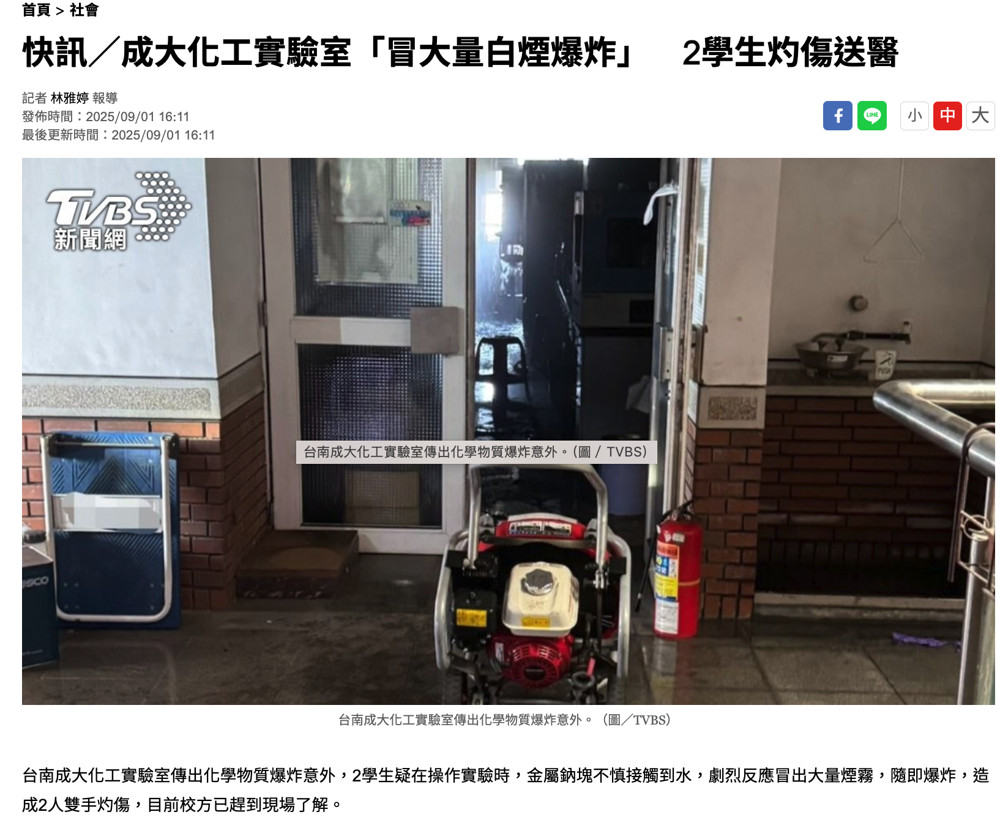 首頁 > 社會
快訊／成大化工實驗室「冒大量白煙爆炸」 2學生灼傷送醫
記者 林雅婷 報導
發佈時間：2025/09/01 16:11
最後更新時間：2025/09/01 16:11
f LINE 小 中 大
TVBS
新聞網
台南成大化工實驗室傳出化學物質爆炸意外。(圖 / TVBS)
PUSH
台南成大化工實驗室傳出化學物質爆炸意外。（圖／TVBS）
台南成大化工實驗室傳出化學物質爆炸意外，2學生疑在操作實驗時，金屬鈉塊不慎接觸到水，劇烈反應冒出大量煙霧，隨即爆炸，造
成2人雙手灼傷，目前校方已趕到現場了解。